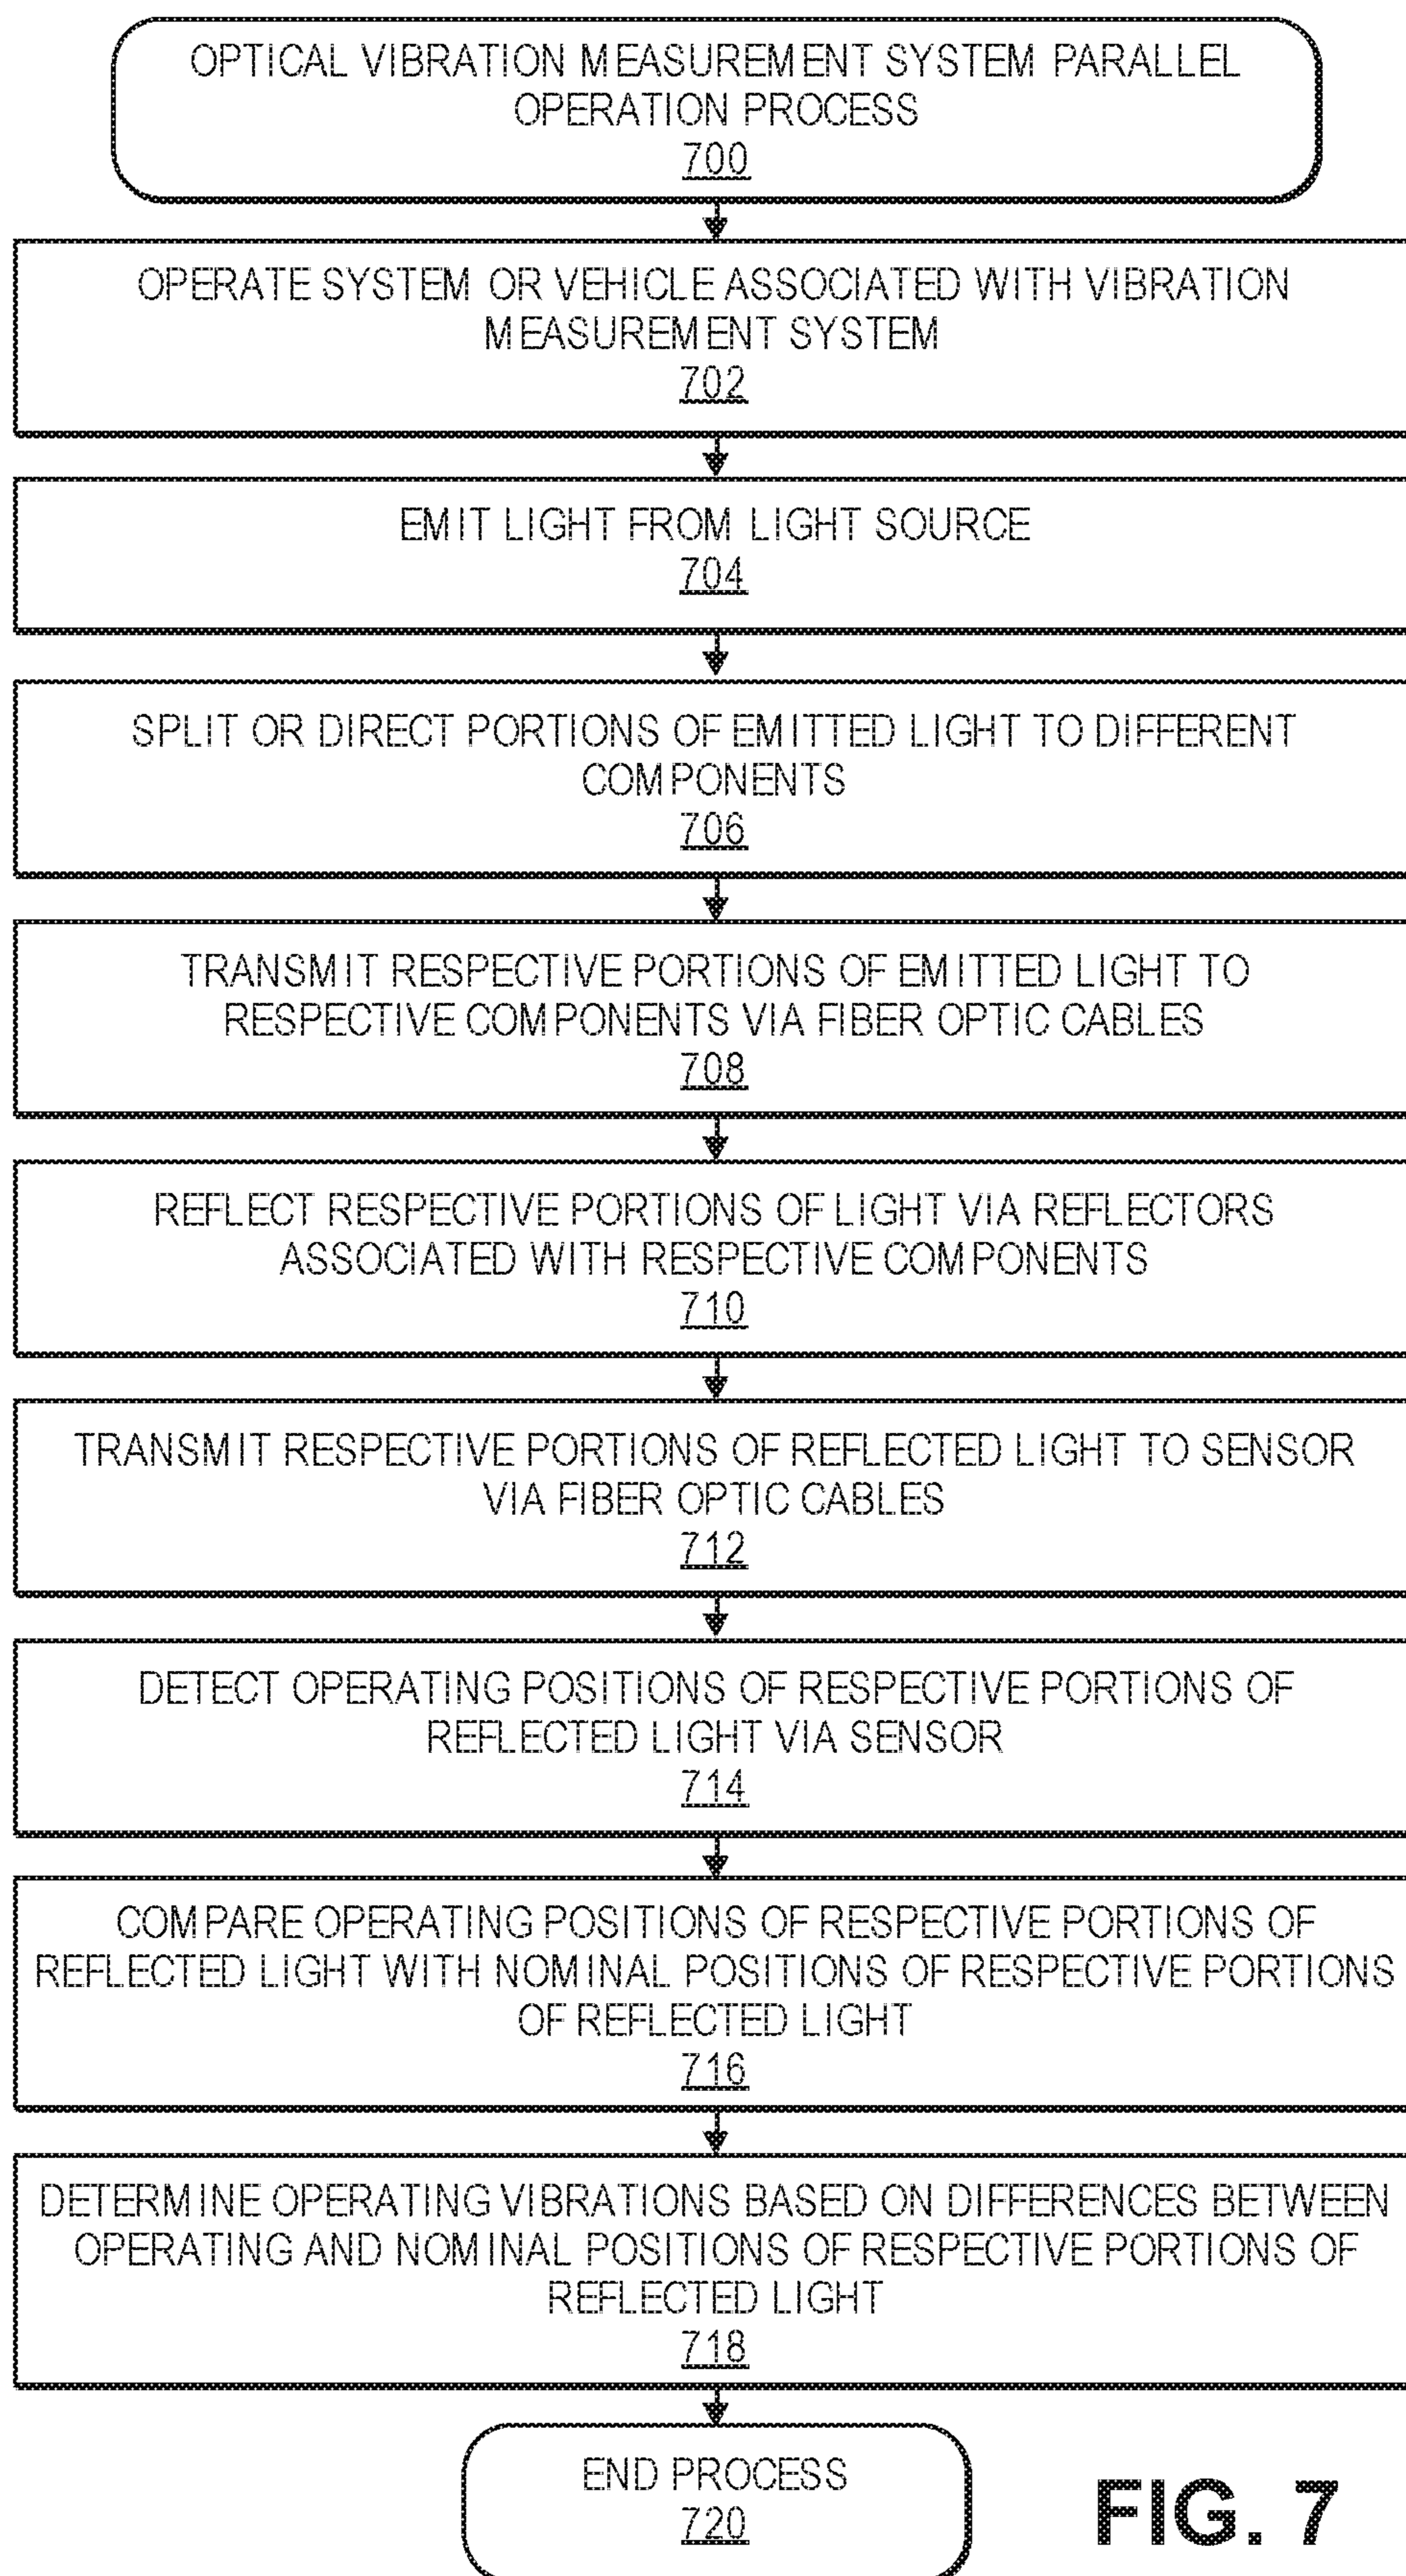 OPTICAL VIBRATION MEASUREMENT SYSTEM PARALLEL
OPERATION PROCESS
700
OPERATE SYSTEM OR VEHICLE ASSOCIATED WITH VIBRATION
MEASUREMENT SYSTEM
702
EMIT LIGHT FROM LIGHT SOURCE
704
SPLIT OR DIRECT PORTIONS OF EMITTED LIGHT TO DIFFERENT
COMPONENTS
706
TRANSMIT RESPECTIVE PORTIONS OF EMITTED LIGHT TO
RESPECTIVE COMPONENTS VIA FIBER OPTIC CABLES
708
REFLECT RESPECTIVE PORTIONS OF LIGHT VIA REFLECTORS
ASSOCIATED WITH RESPECTIVE COMPONENTS
710
TRANSMIT RESPECTIVE PORTIONS OF REFLECTED LIGHT TO SENSOR
VIA FIBER OPTIC CABLES
712
DETECT OPERATING POSITIONS OF RESPECTIVE PORTIONS OF
REFLECTED LIGHT VIA SENSOR
714
COMPARE OPERATING POSITIONS OF RESPECTIVE PORTIONS OF
REFLECTED LIGHT WITH NOMINAL POSITIONS OF RESPECTIVE PORTIONS
OF REFLECTED LIGHT
716
DETERMINE OPERATING VIBRATIONS BASED ON DIFFERENCES BETWEEN
OPERATING AND NOMINAL POSITIONS OF RESPECTIVE PORTIONS OF
REFLECTED LIGHT
718
END PROCESS
720
FIG. 7